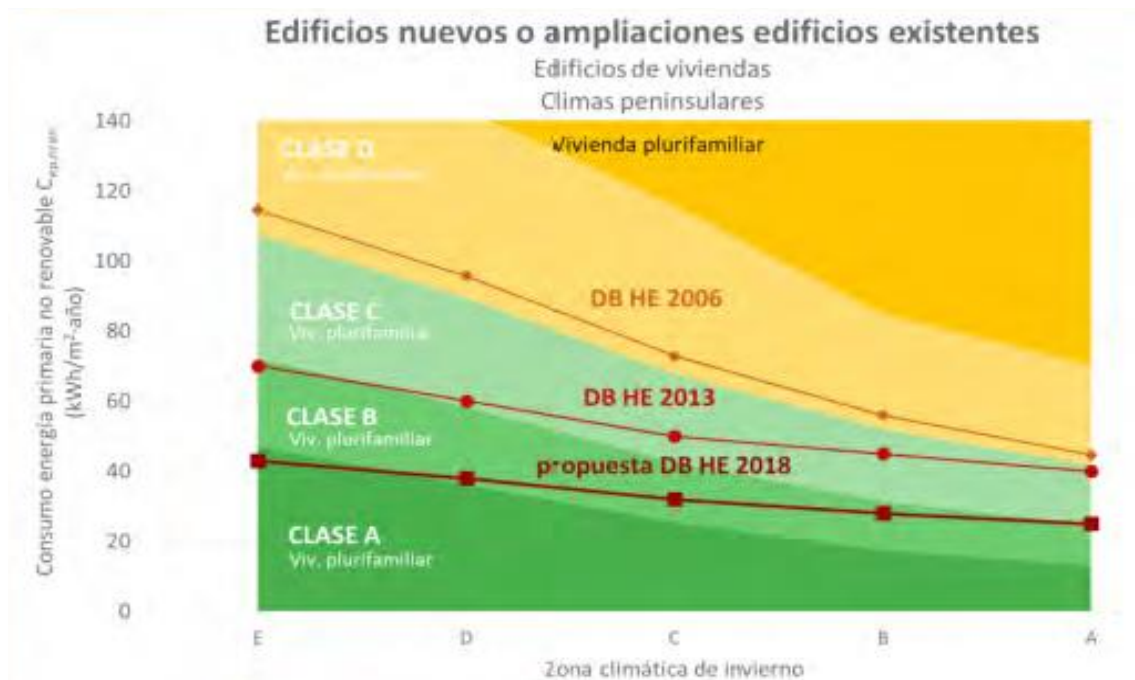 Edificios nuevos o ampliaciones edificios existentes
Edificios de viviendas
Climas peninsulares
Consumo energía primaria no renovable
(kWh/m²·año)
140
120
100
80
60
40
20
0
CLASE D
Vivienda plurifamiliar
DB HE 2006
CLASE C
Viv. plurifamiliar
DB HE 2013
CLASE B
Viv. plurifamiliar
propuesta DB HE 2018
CLASE A
Viv. plurifamiliar
E
D
C
B
A
Zona climática de invierno